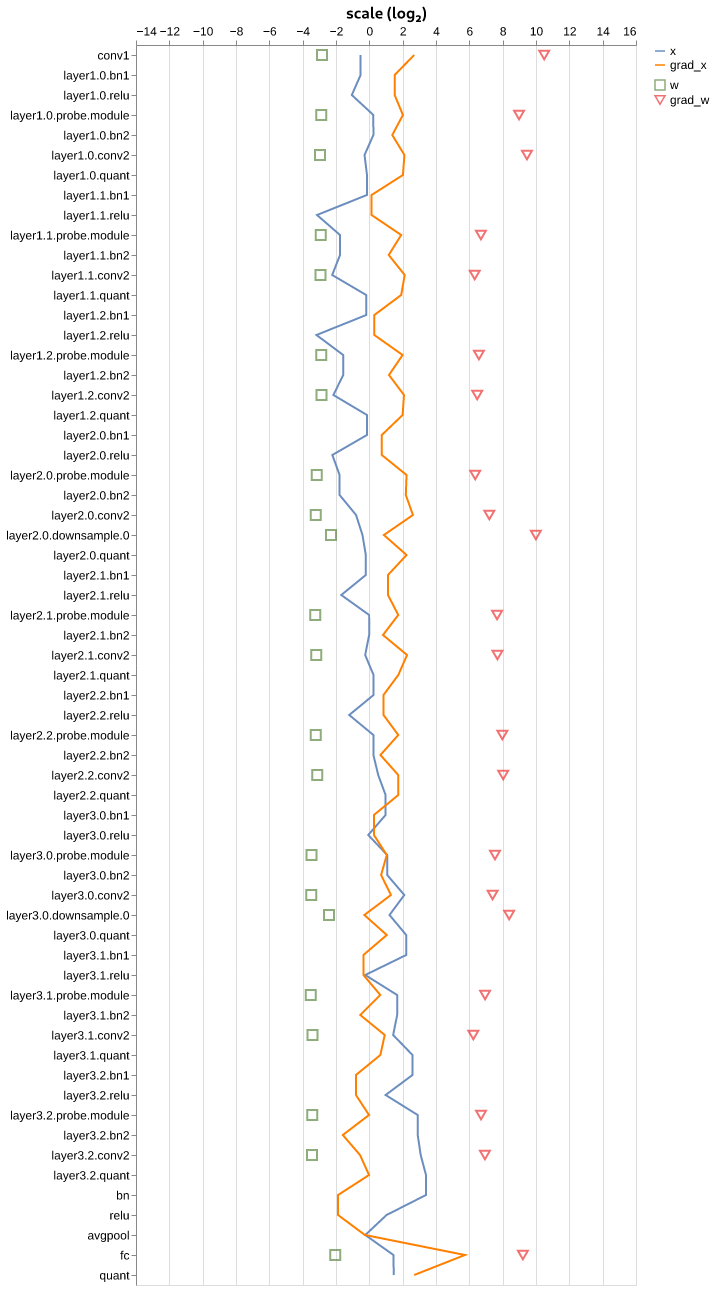 scale (log₂)
−14 −12 −10 −8 −6 −4 −2 0 2 4 6 8 10 12 14 16
x
grad_x
w
grad_w
conv1
layer1.0.bn1
layer1.0.relu
layer1.0.probe.module
layer1.0.bn2
layer1.0.conv2
layer1.0.quant
layer1.1.bn1
layer1.1.relu
layer1.1.probe.module
layer1.1.bn2
layer1.1.conv2
layer1.1.quant
layer1.2.bn1
layer1.2.relu
layer1.2.probe.module
layer1.2.bn2
layer1.2.conv2
layer1.2.quant
layer2.0.bn1
layer2.0.relu
layer2.0.probe.module
layer2.0.bn2
layer2.0.conv2
layer2.0.downsample.0
layer2.0.quant
layer2.1.bn1
layer2.1.relu
layer2.1.probe.module
layer2.1.bn2
layer2.1.conv2
layer2.1.quant
layer2.2.bn1
layer2.2.relu
layer2.2.probe.module
layer2.2.bn2
layer2.2.conv2
layer2.2.quant
layer3.0.bn1
layer3.0.relu
layer3.0.probe.module
layer3.0.bn2
layer3.0.conv2
layer3.0.downsample.0
layer3.0.quant
layer3.1.bn1
layer3.1.relu
layer3.1.probe.module
layer3.1.bn2
layer3.1.conv2
layer3.1.quant
layer3.2.bn1
layer3.2.relu
layer3.2.probe.module
layer3.2.bn2
layer3.2.conv2
layer3.2.quant
bn
relu
avgpool
fc
quant